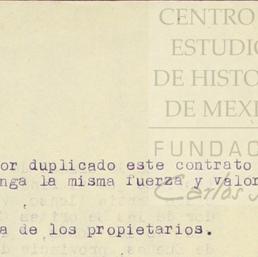 CENTRO
ESTUDIO
DE HISTO
DE MEXI
FUNDAC
Carlos
or duplicado este contrato
nga la misma fuerza y valor
a de los propietarios.